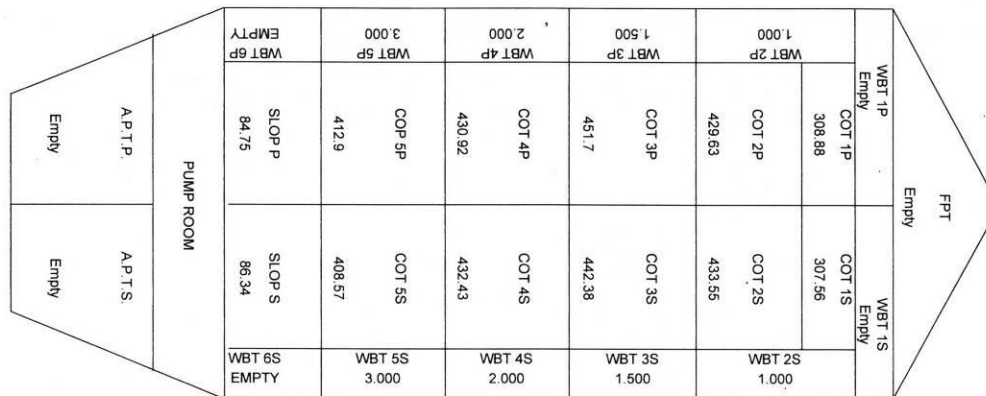 EMPTY
WBT 6P
3.000
WBT 5P
2.000
WBT 4P
1.500
WBT 3P
1.000
WBT 2P
WBT 1P
Empty
A.P.T.P.
Empty
PUMP ROOM
SLOP P
84.75
COP 5P
412.9
COT 4P
430.92
COT 3P
451.7
COT 2P
429.63
COT 1P
308.88
FPT
Empty
A.P.T.S.
Empty
SLOP S
86.34
COT 5S
408.57
COT 4S
432.43
COT 3S
442.38
COT 2S
433.55
COT 1S
307.56
WBT 1S
Empty
WBT 6S
EMPTY
WBT 5S
3.000
WBT 4S
2.000
WBT 3S
1.500
WBT 2S
1.000